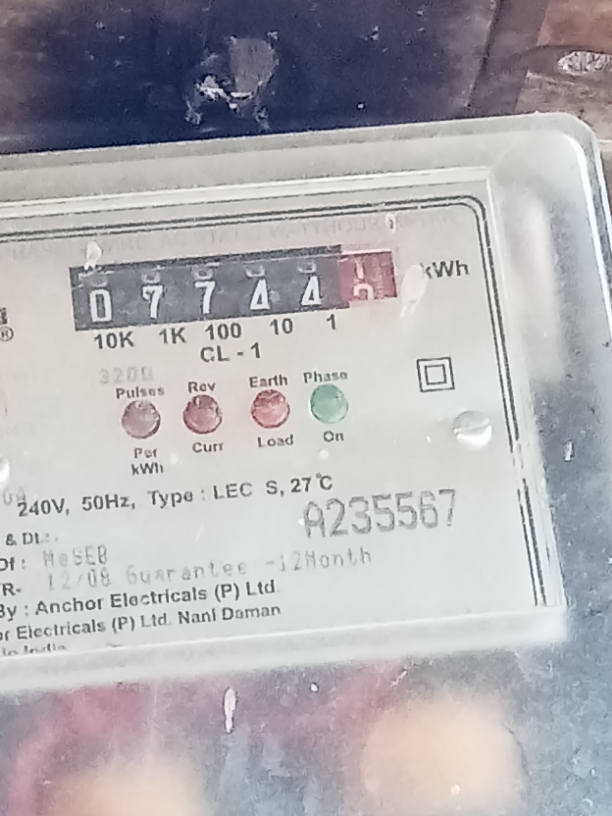 07744 kWh
10K 1K 100 10 1
CL - 1
3200
Pulses Rev Earth Phase
Per kWh Curr Load On
240V, 50Hz, Type : LEC S, 27°C
A235567
& Dt.
Of : MeSEB
R- 12/08 Guarantee -12Month
By : Anchor Electricals (P) Ltd.
r Electricals (P) Ltd. Nani Daman
In India